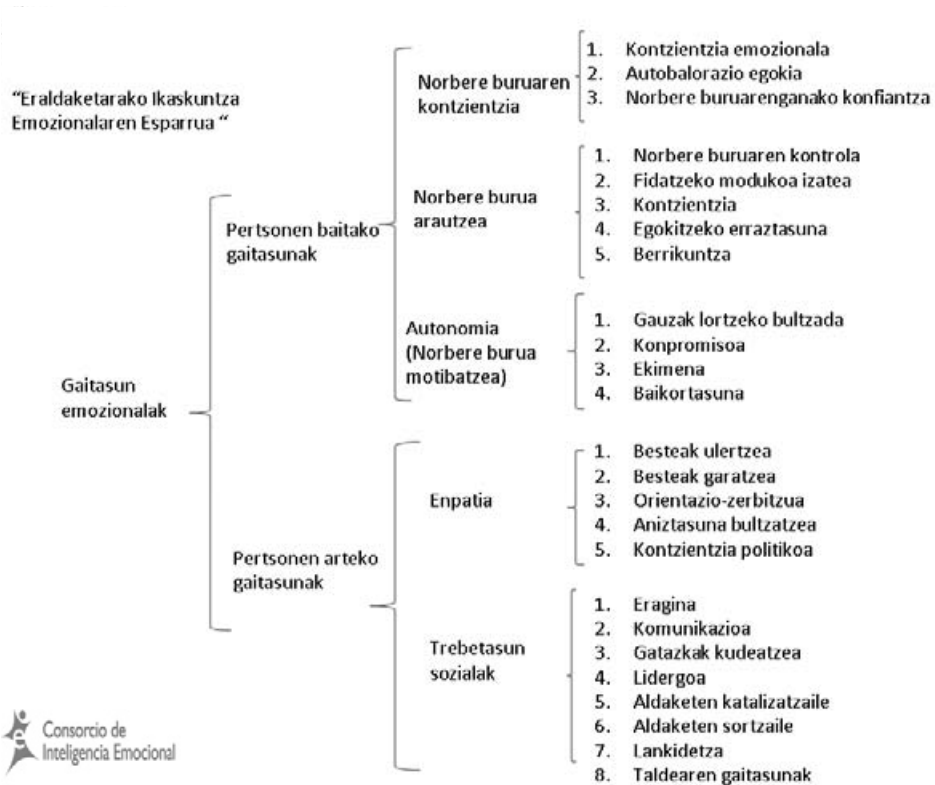 “Eraldaketarako Ikaskuntza
Emozionalaren Esparrua “
Gaitasun
emozionalak
Pertsonen baitako
gaitasunak
Norbere buruaren
kontzientzia
1. Kontzientzia emozionala
2. Autobalorazio egokia
3. Norbere buruarenganako konfiantza
Norbere burua
arautzea
1. Norbere buruaren kontrola
2. Fidatzeko modukoa izatea
3. Kontzientzia
4. Egokitzeko erraztasuna
5. Berrikuntza
Autonomia
(Norbere burua
motibatzea)
1. Gauzak lortzeko bultzada
2. Konpromisoa
3. Ekimena
4. Baikortasuna
Pertsonen arteko
gaitasunak
Enpatia
1. Besteak ulertzea
2. Besteak garatzea
3. Orientazio-zerbitzua
4. Aniztasuna bultzatzea
5. Kontzientzia politikoa
Trebetasun
sozialak
1. Eragina
2. Komunikazioa
3. Gatazkak kudeatzea
4. Lidergoa
5. Aldaketen katalizatzaile
6. Aldaketen sortzaile
7. Lankidetza
8. Taldearen gaitasunak
e
Consorcio de
Inteligencia Emocional